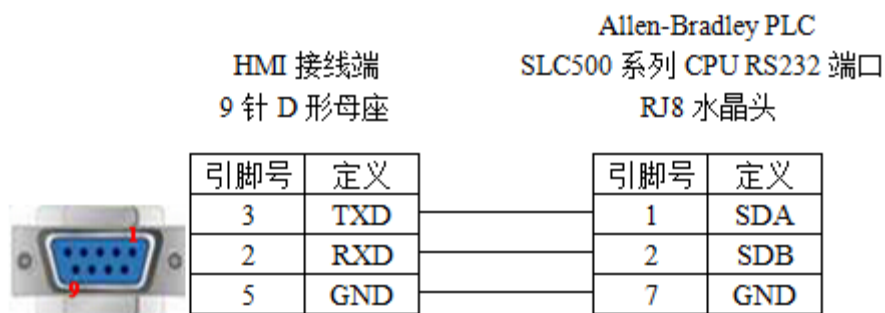 Allen-Bradley PLC
HMI 接线端 SLC500 系列 CPU RS232 端口
9 针 D 形母座 RJ8 水晶头
引脚号 定义 引脚号 定义
3 TXD 1 SDA
2 RXD 2 SDB
5 GND 7 GND
1
9